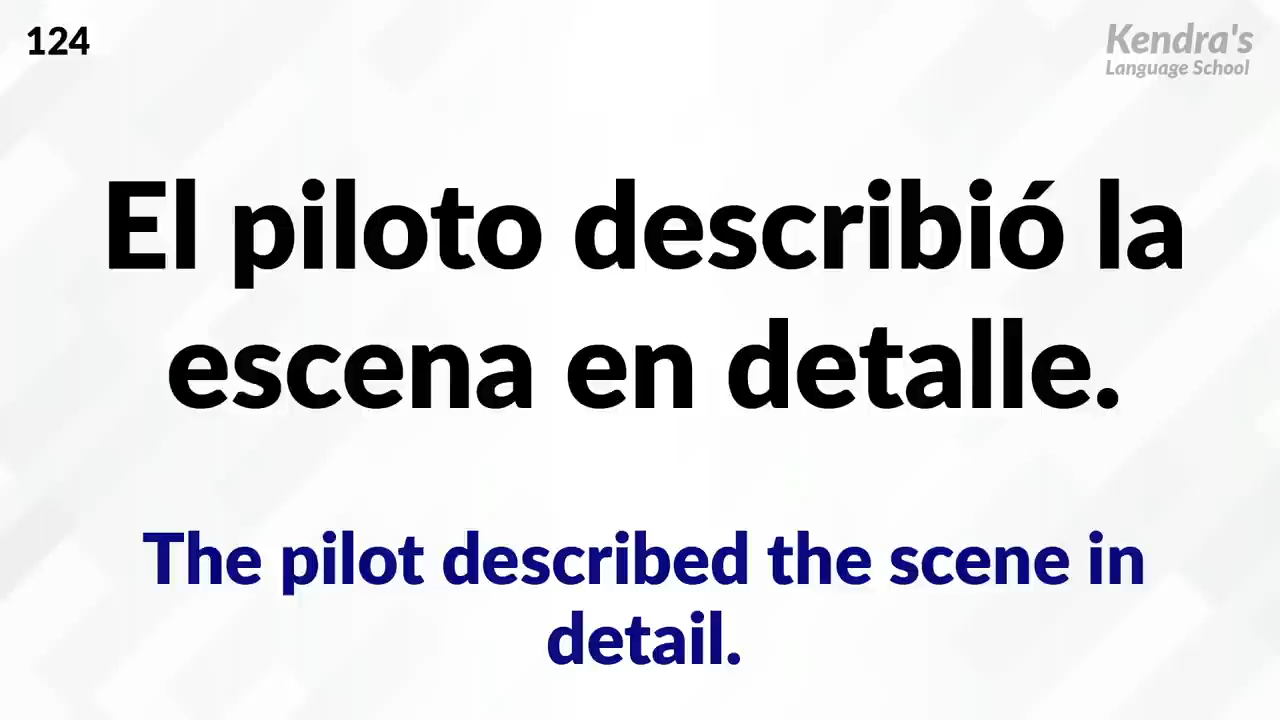 124
Kendra's
Language School
El piloto describió la
escena en detalle.
The pilot described the scene in
detail.